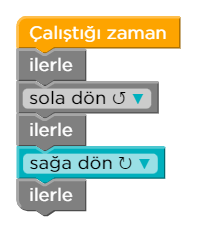 Çalıştığı zaman
ilerle
sola dön ↺ ▼
ilerle
sağa dön ↻ ▼
ilerle